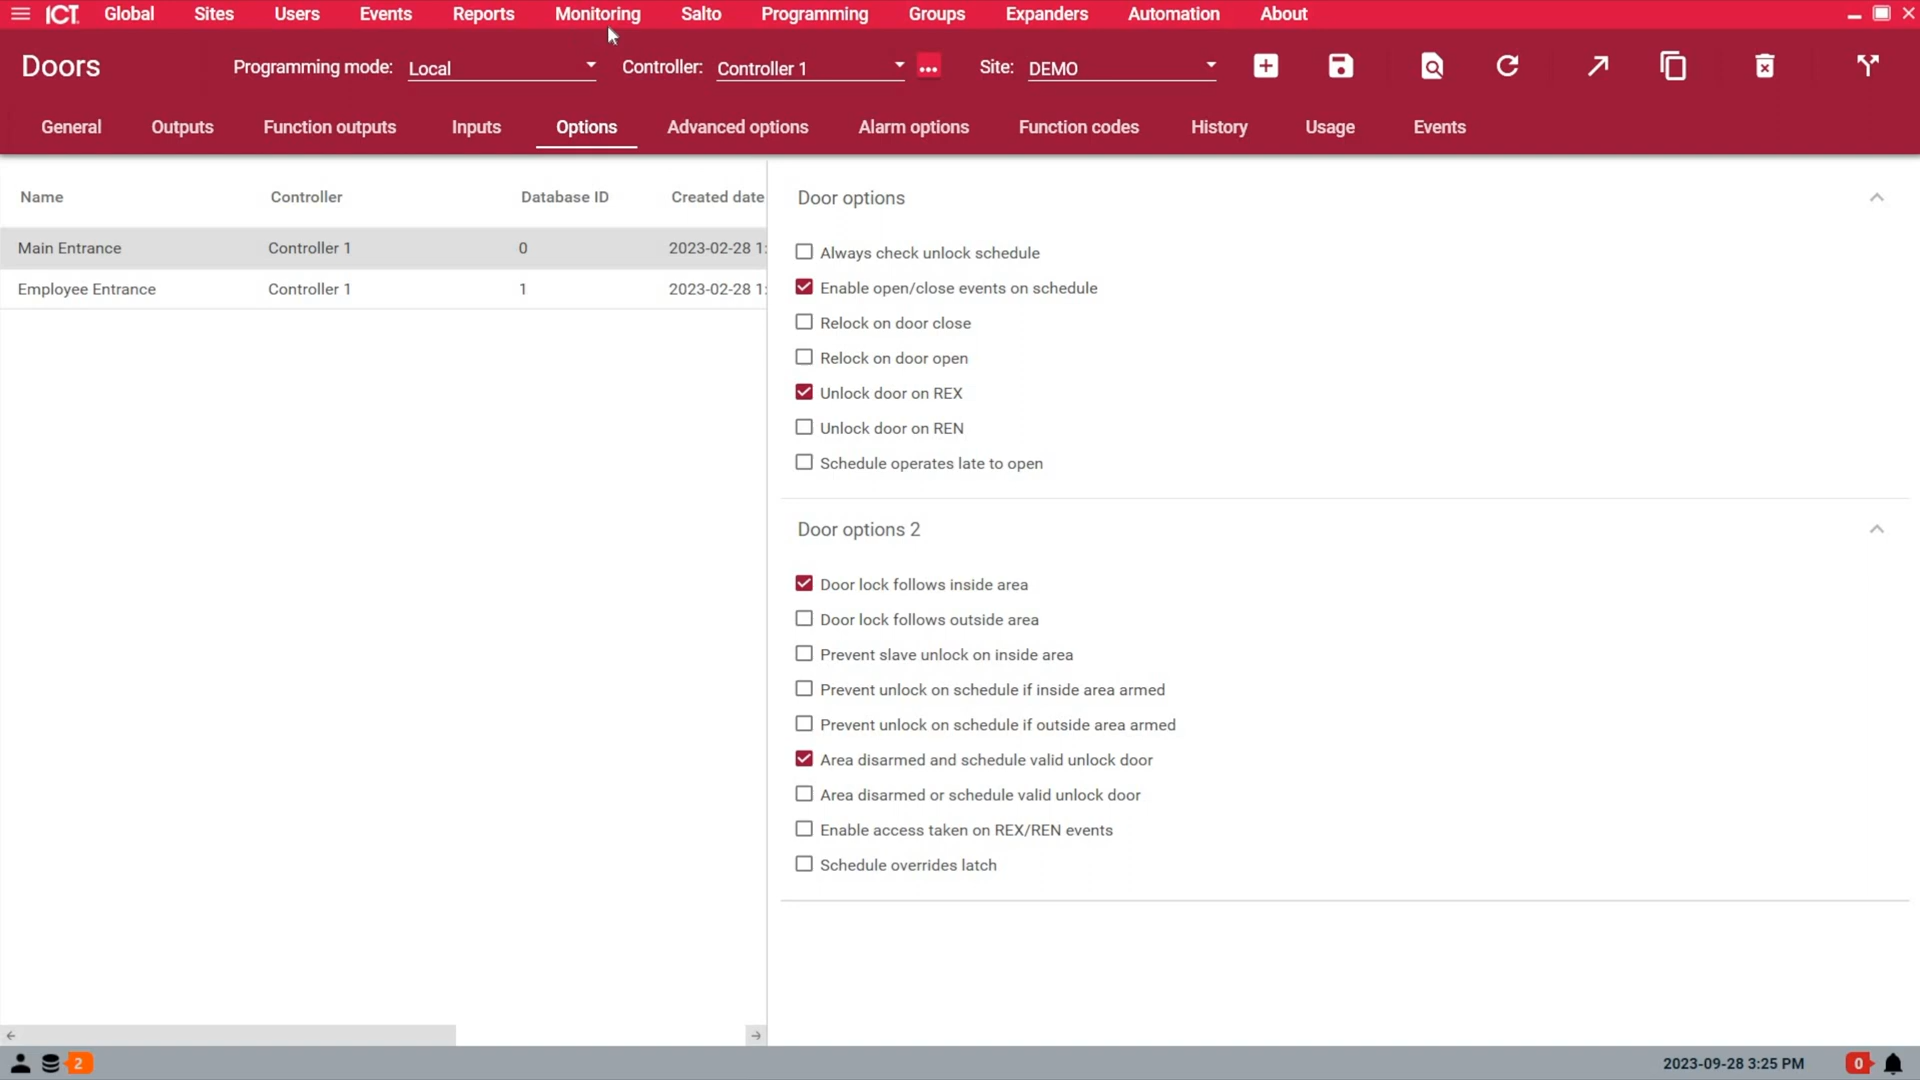 ICT Global Sites Users Events Reports Monitoring Salto Programming Groups Expanders Automation About
Doors Programming mode: Local Controller: Controller 1 ... Site: DEMO
General Outputs Function outputs Inputs Options Advanced options Alarm options Function codes History Usage Events
Name Controller Database ID Created date
Main Entrance Controller 1 0 2023-02-28 1:
Employee Entrance Controller 1 1 2023-02-28 1:
Door options
Always check unlock schedule
Enable open/close events on schedule
Relock on door close
Relock on door open
Unlock door on REX
Unlock door on REN
Schedule operates late to open
Door options 2
Door lock follows inside area
Door lock follows outside area
Prevent slave unlock on inside area
Prevent unlock on schedule if inside area armed
Prevent unlock on schedule if outside area armed
Area disarmed and schedule valid unlock door
Area disarmed or schedule valid unlock door
Enable access taken on REX/REN events
Schedule overrides latch
2 2023-09-28 3:25 PM 0